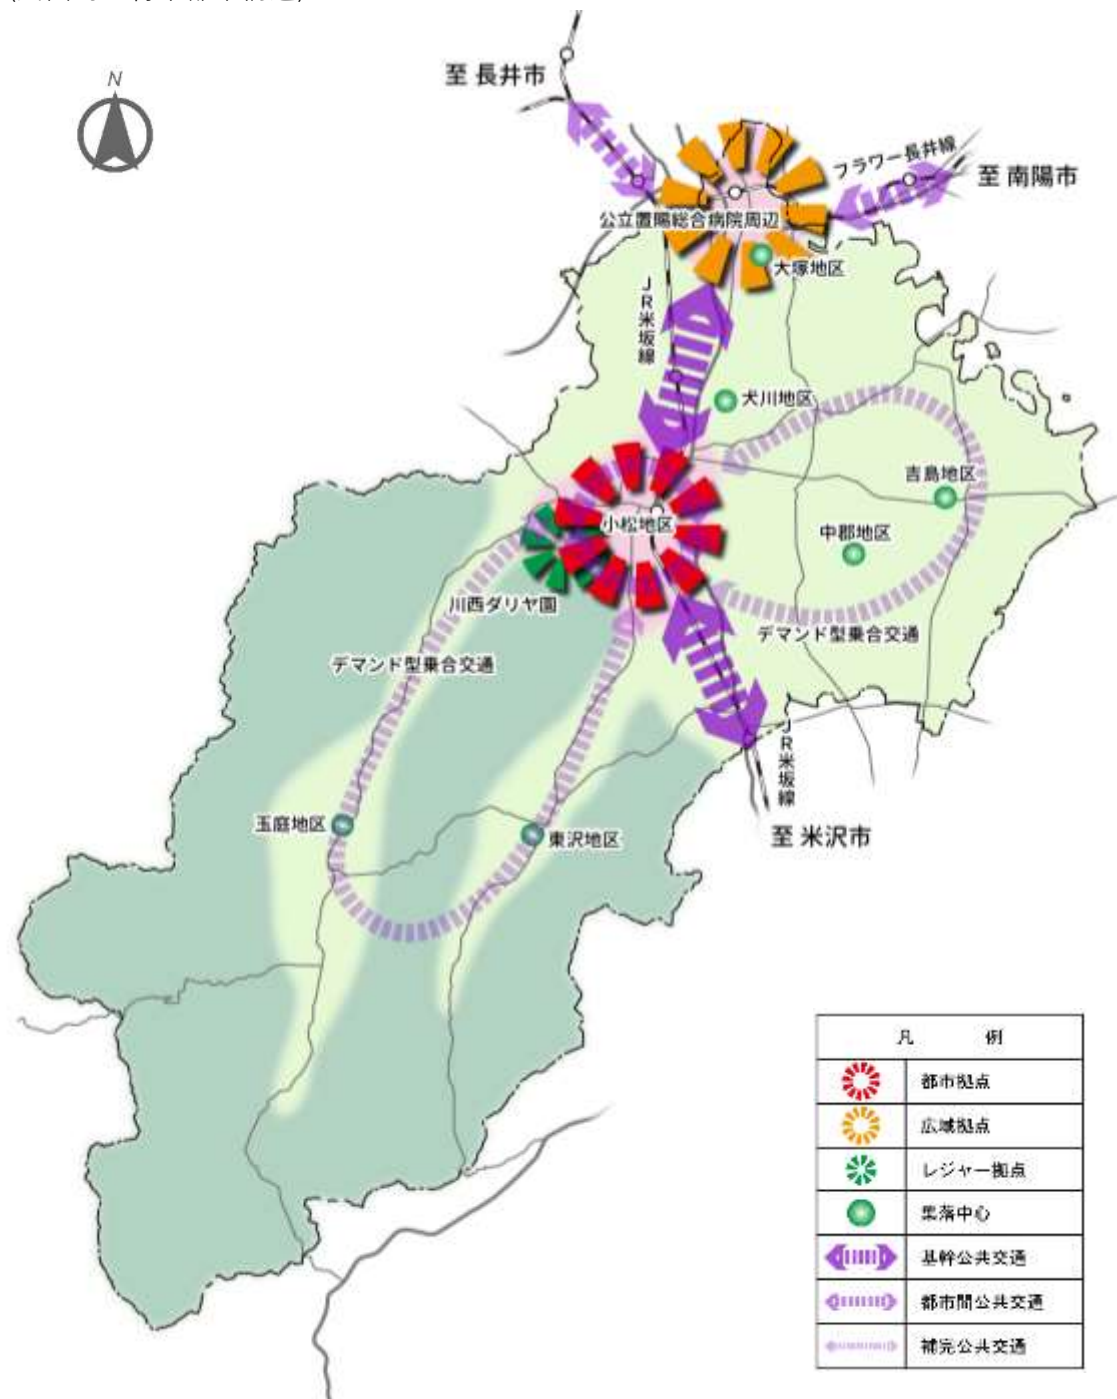 N
至 長井市
フラワー長井線
至 南陽市
公立置賜総合病院周辺
大塚地区
JR米坂線
犬川地区
吉島地区
中郡地区
小松地区
川西ダリヤ園
デマンド型乗合交通
デマンド型乗合交通
JR米坂線
至 米沢市
玉庭地区
東沢地区
凡 例
都市拠点
広域拠点
レジャー拠点
集落中心
基幹公共交通
都市間公共交通
補完公共交通